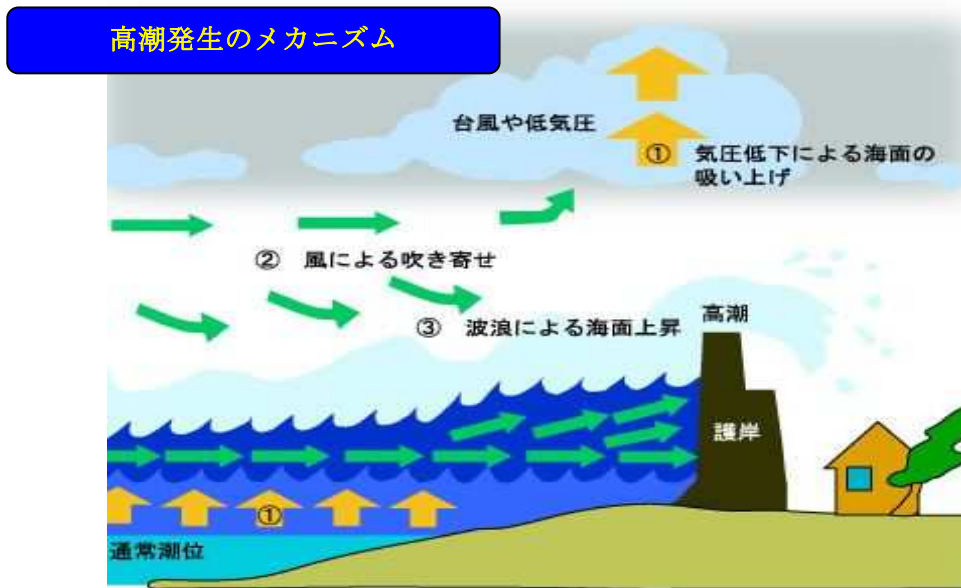 高潮発生のメカニズム
台風や低気圧
① 気圧低下による海面の
吸い上げ
② 風による吹き寄せ
③ 波浪による海面上昇
高潮
護岸
①
通常潮位